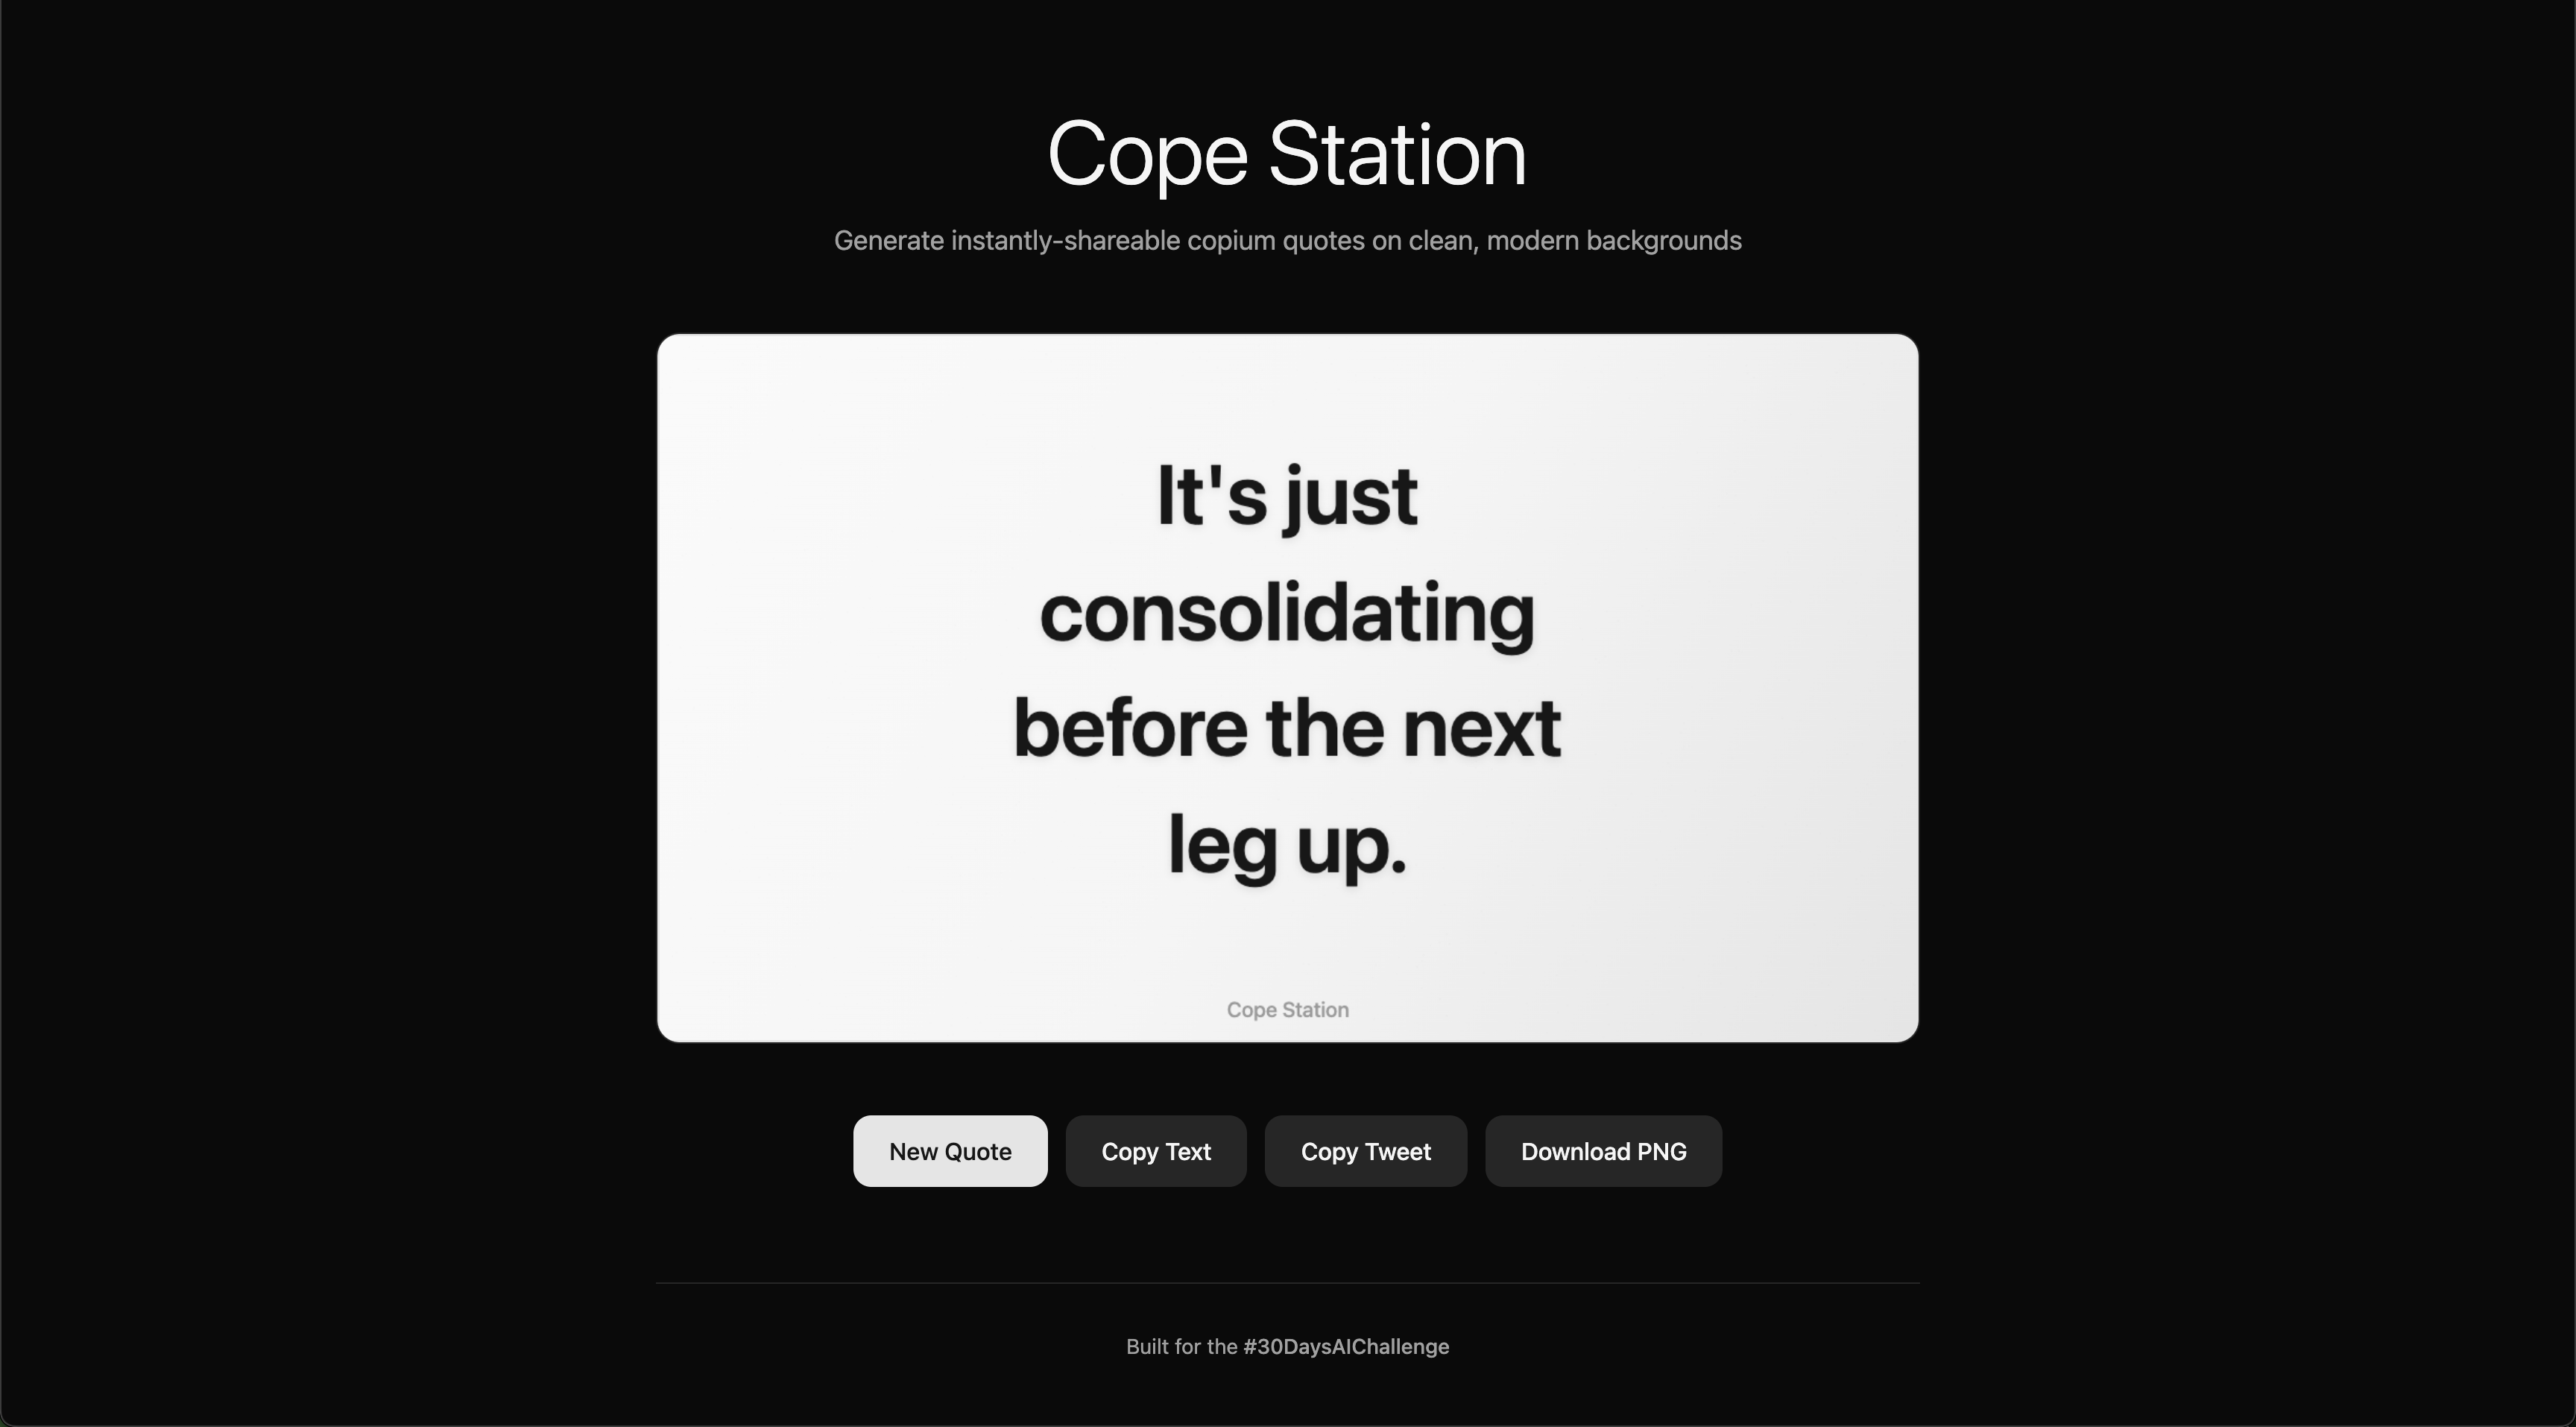 Cope Station
Generate instantly-shareable copium quotes on clean, modern backgrounds
It's just
consolidating
before the next
leg up.
Cope Station
New Quote
Copy Text
Copy Tweet
Download PNG
Built for the #30DaysAIChallenge